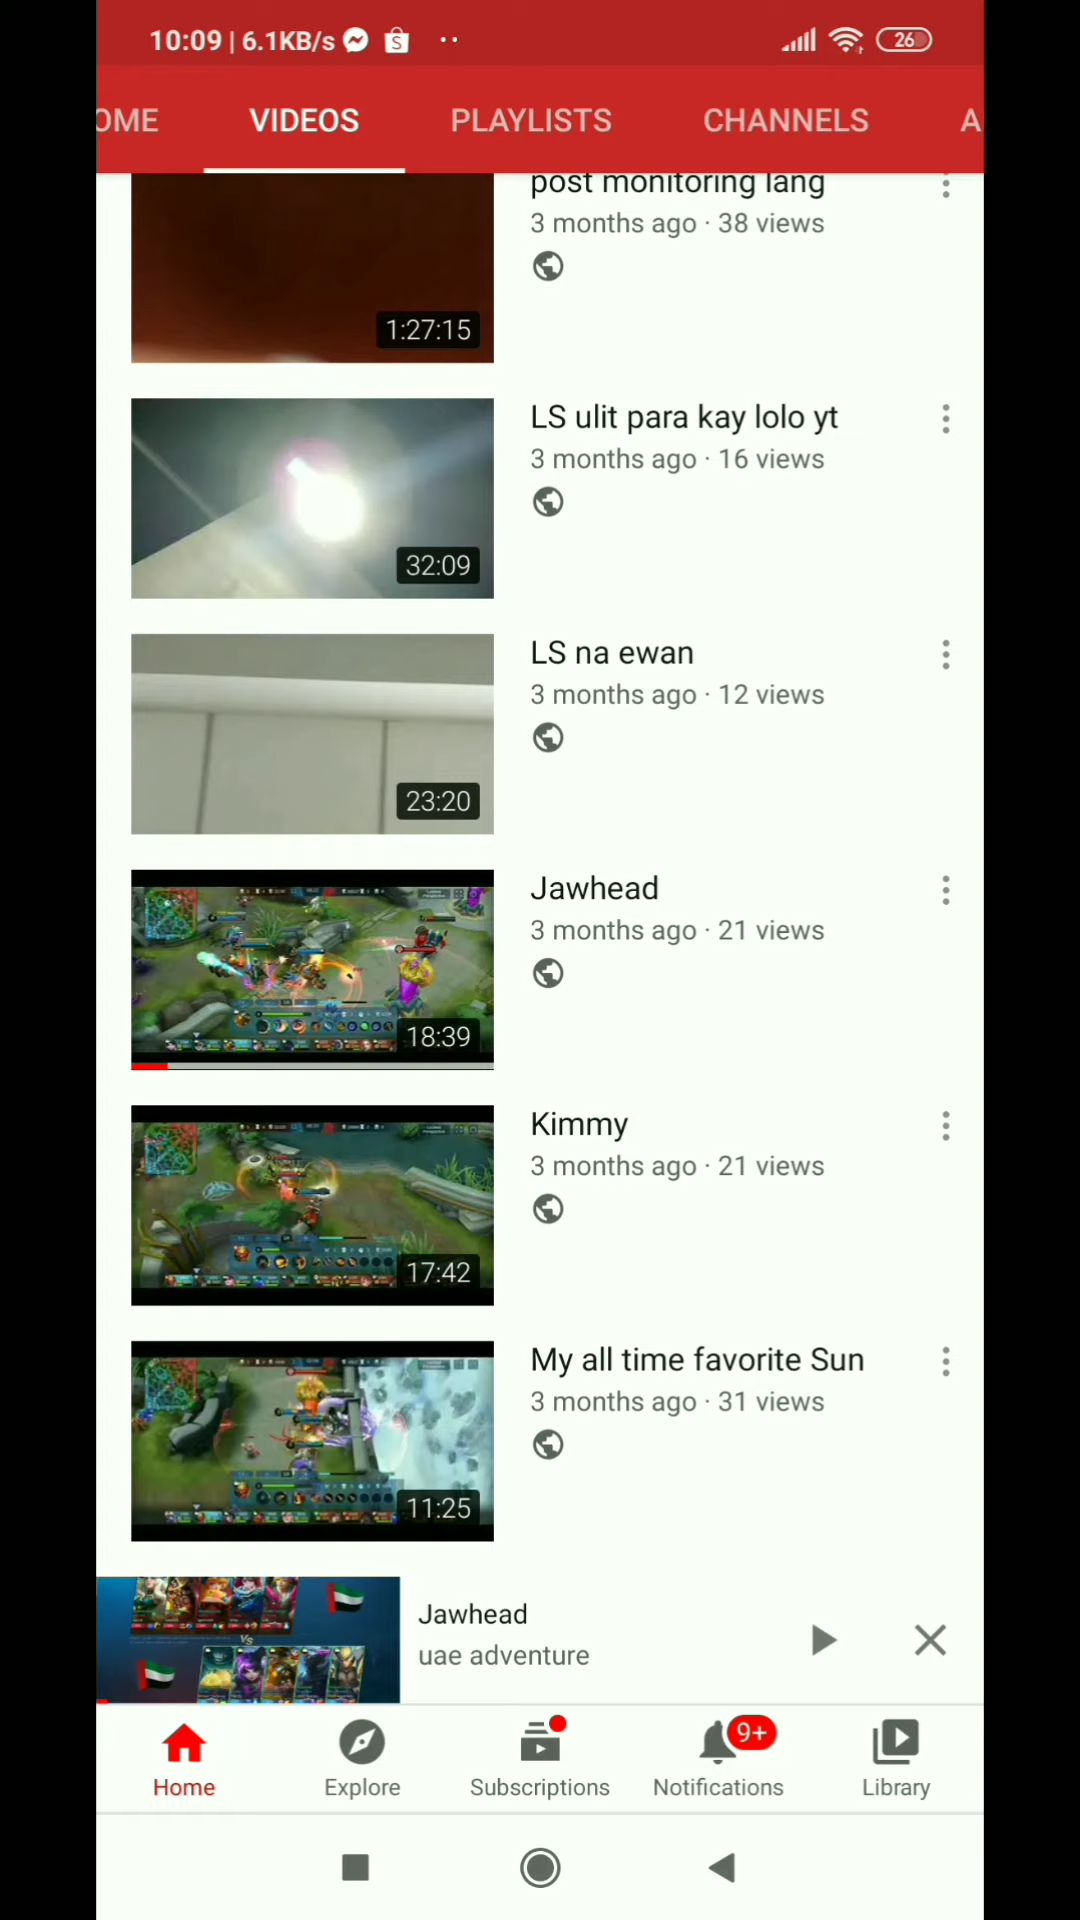 10:09 | 6.1KB/s
26
OME VIDEOS PLAYLISTS CHANNELS A
post monitoring lang
3 months ago · 38 views
1:27:15
LS ulit para kay lolo yt
3 months ago · 16 views
32:09
LS na ewan
3 months ago · 12 views
23:20
Jawhead
3 months ago · 21 views
18:39
Kimmy
3 months ago · 21 views
17:42
My all time favorite Sun
3 months ago · 31 views
11:25
Vs
Jawhead
uae adventure
9+
Home Explore Subscriptions Notifications Library